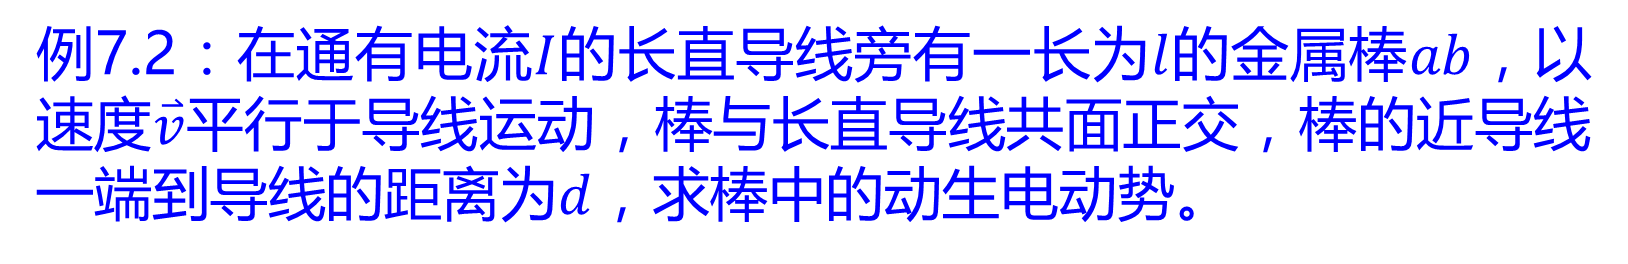 例7.2：在通有电流I的长直导线旁有一长为l的金属棒ab，以
速度v⃗平行于导线运动，棒与长直导线共面正交，棒的近导线
一端到导线的距离为d，求棒中的动生电动势。